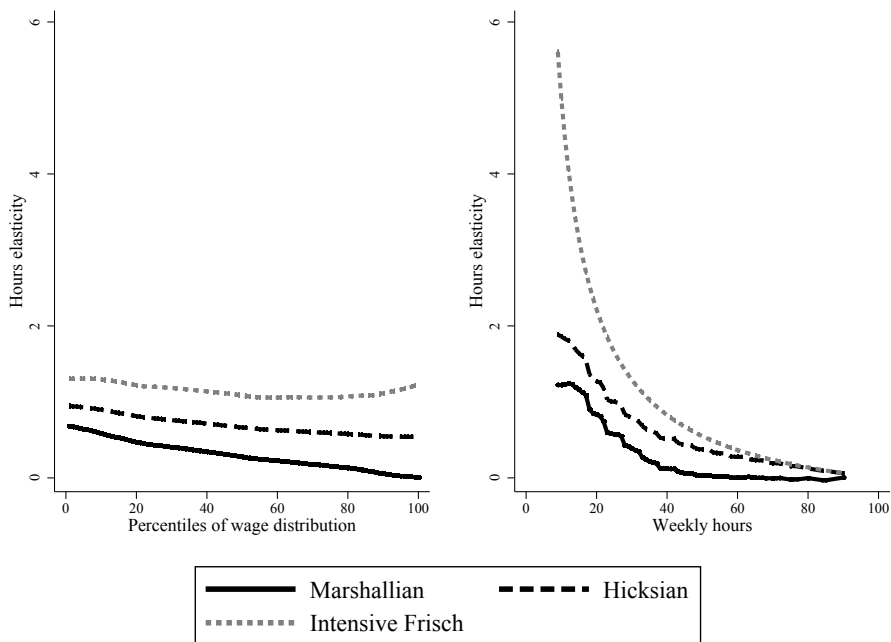 Hours elasticity
6
4
2
0
0 20 40 60 80 100
Percentiles of wage distribution
Hours elasticity
6
4
2
0
0 20 40 60 80 100
Weekly hours
Marshallian Hicksian
Intensive Frisch